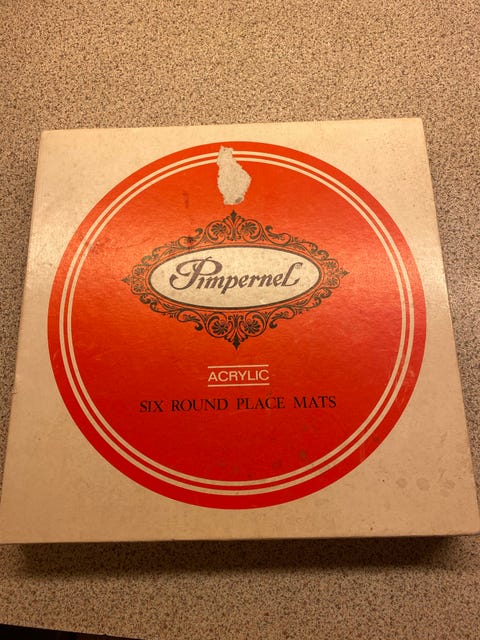 Pimpernel
ACRYLIC
SIX ROUND PLACE MATS